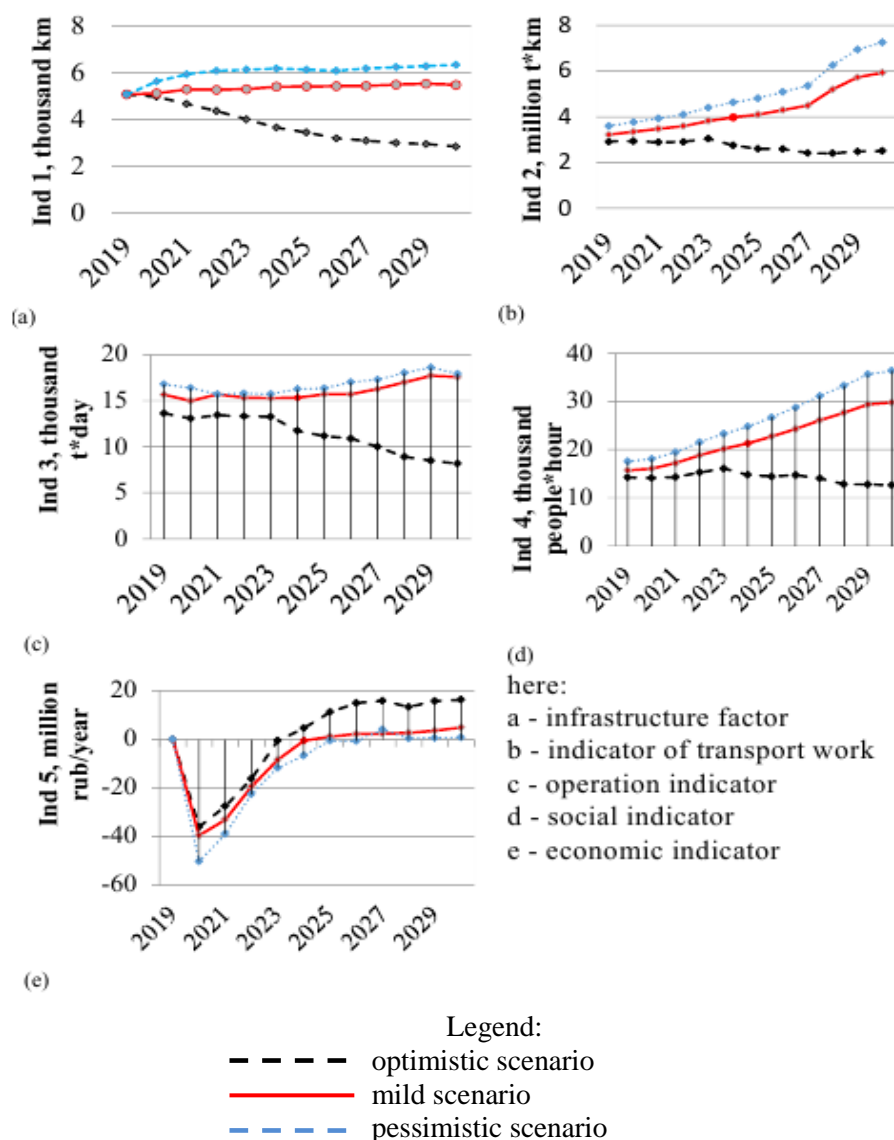 8
6
4
2
0
Ind 1, thousand km
2019
2021
2023
2025
2027
2029
(a)
8
6
4
2
0
Ind 2, million t*km
2019
2021
2023
2025
2027
2029
(b)
20
15
10
5
0
Ind 3, thousand
t*day
2019
2021
2023
2025
2027
2029
(c)
40
30
20
10
0
Ind 4, thousand
people*hour
2019
2021
2023
2025
2027
2029
(d)
20
0
-20
-40
-60
Ind 5, million
rub/year
2019
2021
2023
2025
2027
2029
(e)
here:
a - infrastructure factor
b - indicator of transport work
c - operation indicator
d - social indicator
e - economic indicator
Legend:
optimistic scenario
mild scenario
pessimistic scenario